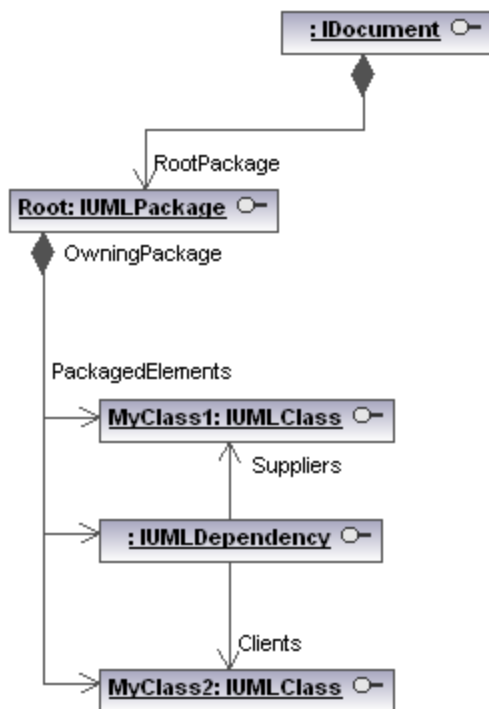 : IDocument
RootPackage
Root: IUMLPackage
OwningPackage
PackagedElements
MyClass1: IUMLClass
Suppliers
: IUMLDependency
Clients
MyClass2: IUMLClass